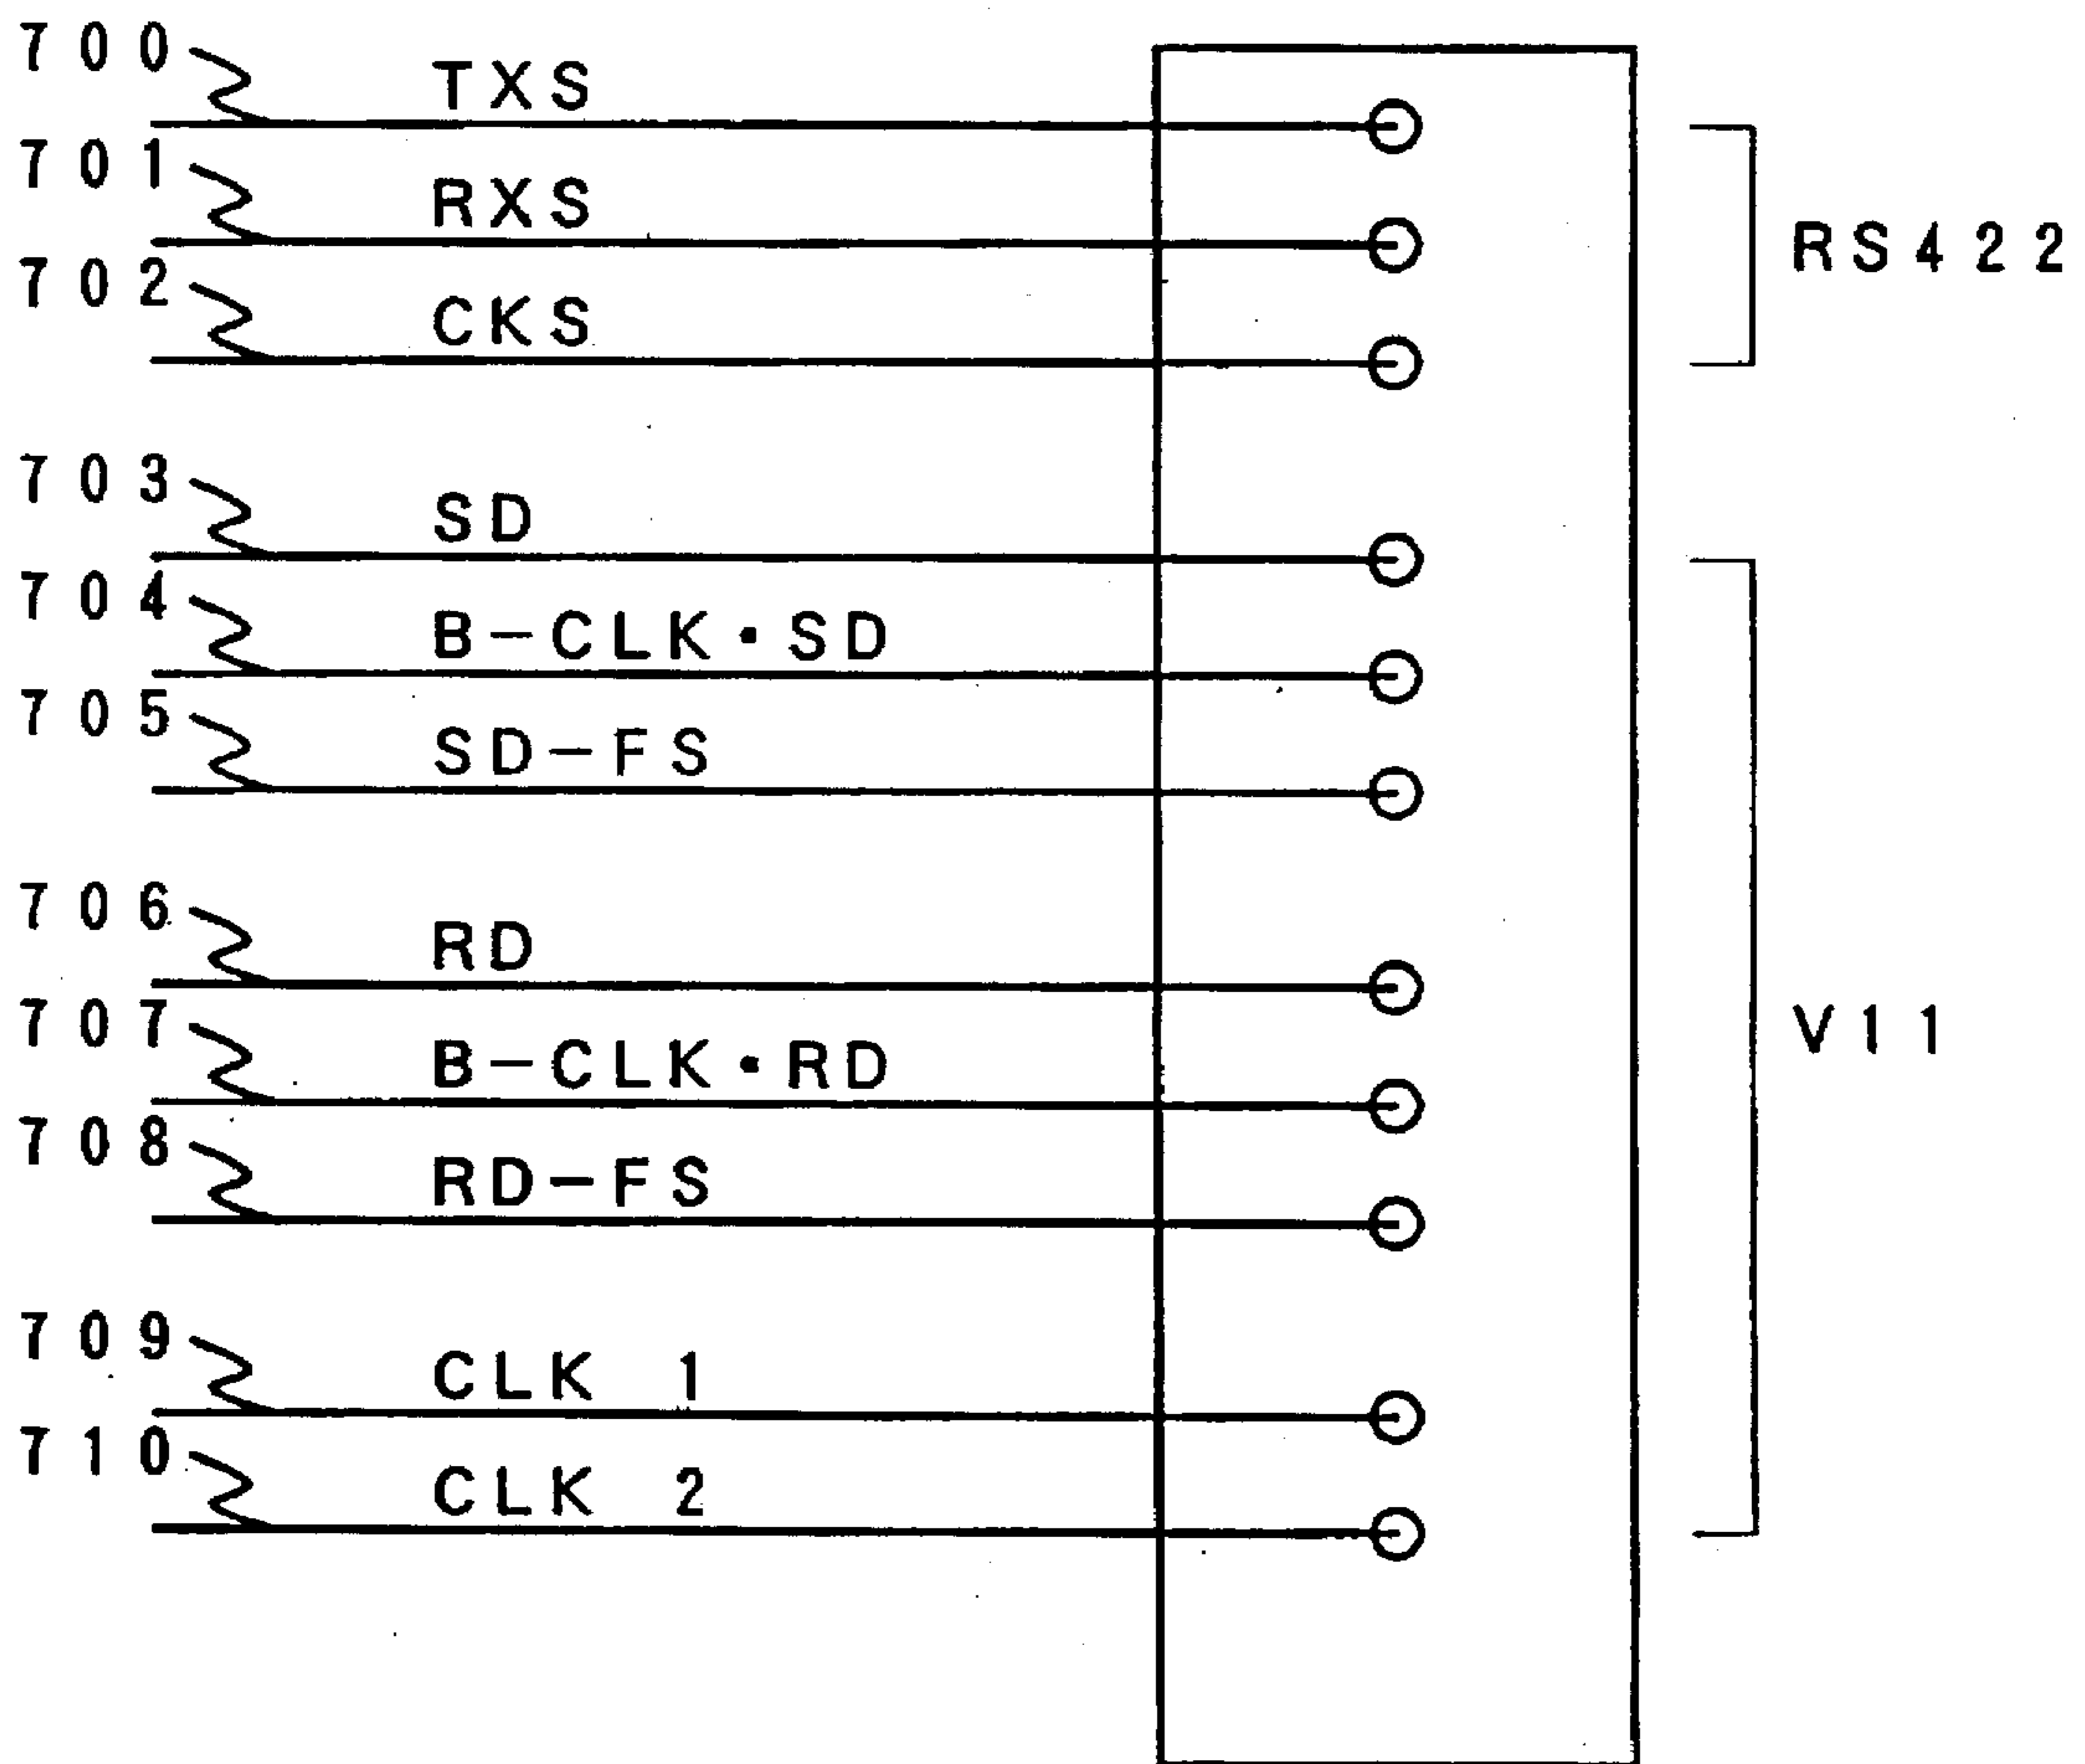 700
TXS
701
RXS
RS422
702
CKS
703
SD
704
B-CLK·SD
705
SD-FS
706
RD
707
B-CLK·RD
V11
708
RD-FS
709
CLK 1
710
CLK 2